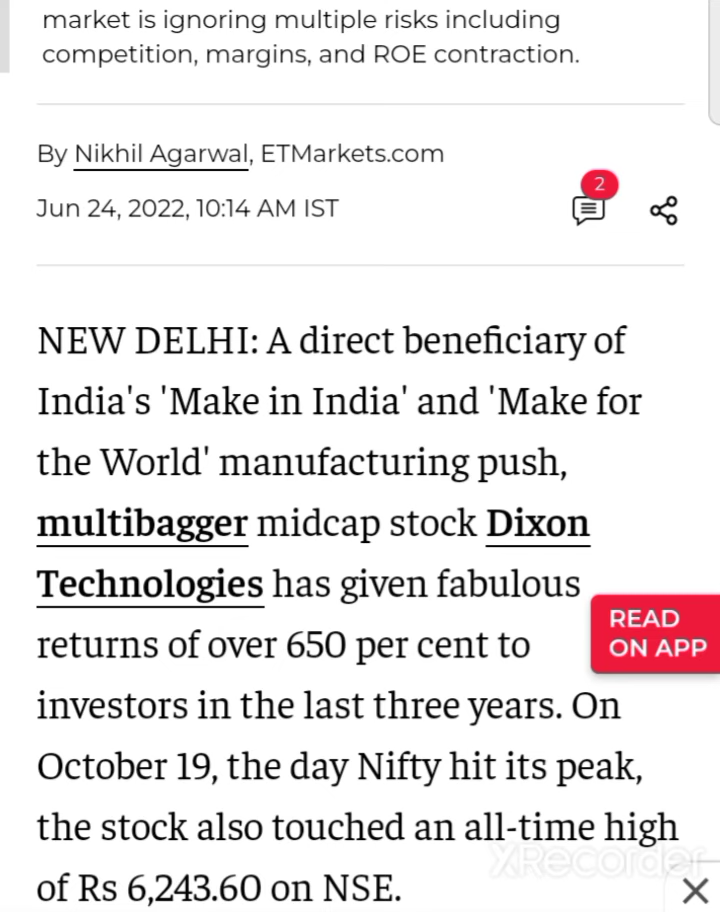 market is ignoring multiple risks including
competition, margins, and ROE contraction.
By Nikhil Agarwal, ETMarkets.com
Jun 24, 2022, 10:14 AM IST
2
NEW DELHI: A direct beneficiary of
India's 'Make in India' and 'Make for
the World' manufacturing push,
multibagger midcap stock Dixon
Technologies has given fabulous
returns of over 650 per cent to
investors in the last three years. On
October 19, the day Nifty hit its peak,
the stock also touched an all-time high
of Rs 6,243.60 on NSE.
READ
ON APP
XRecorder